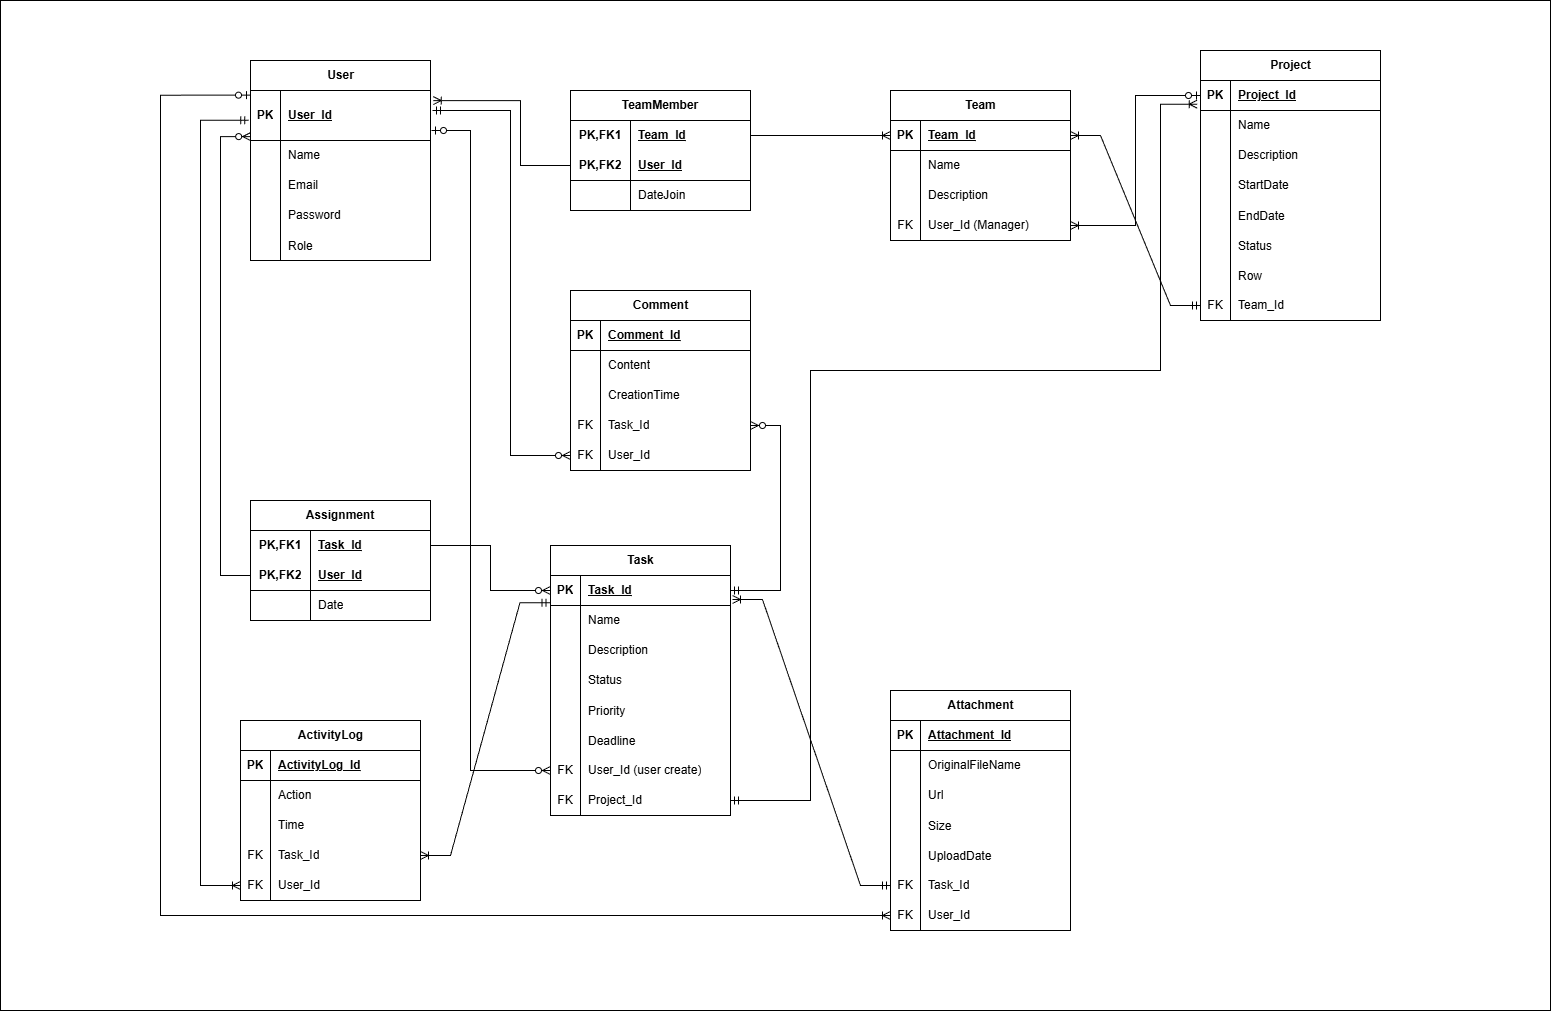 User
PK User_Id
Name
Email
Password
Role
TeamMember
PK,FK1 Team_Id
PK,FK2 User_Id
DateJoin
Team
PK Team_Id
Name
Description
FK User_Id (Manager)
Project
PK Project_Id
Name
Description
StartDate
EndDate
Status
Row
FK Team_Id
Comment
PK Comment_Id
Content
CreationTime
FK Task_Id
FK User_Id
Assignment
PK,FK1 Task_Id
PK,FK2 User_Id
Date
Task
PK Task_Id
Name
Description
Status
Priority
Deadline
FK User_Id (user create)
FK Project_Id
ActivityLog
PK ActivityLog_Id
Action
Time
FK Task_Id
FK User_Id
Attachment
PK Attachment_Id
OriginalFileName
Url
Size
UploadDate
FK Task_Id
FK User_Id